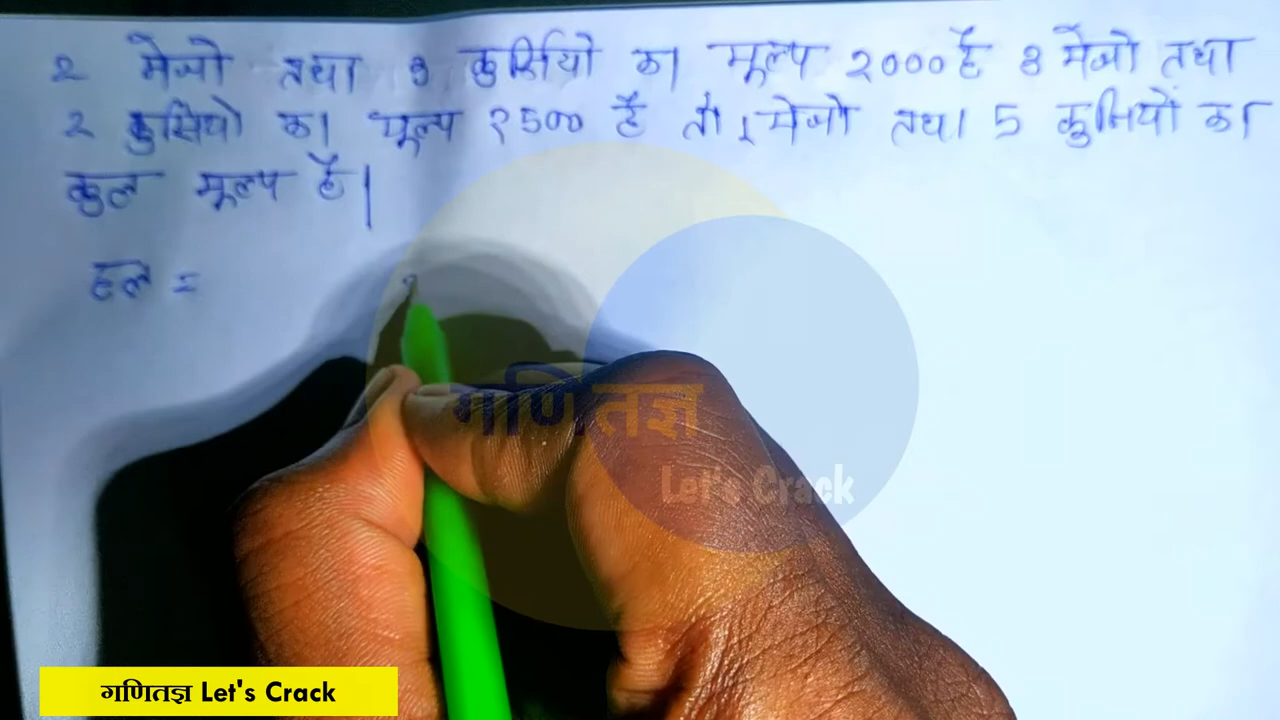 2 मेजो तथा 3 कुर्सियो का मूल्य 2000 है 3 मेजो तथा
2 कुर्सियो का मूल्य 2500 है तो 1 मेजो तथा 5 कुर्सियों का
कुल मूल्य है|
हल =
गणितज्ञ
Let's Crack
गणितज्ञ Let's Crack